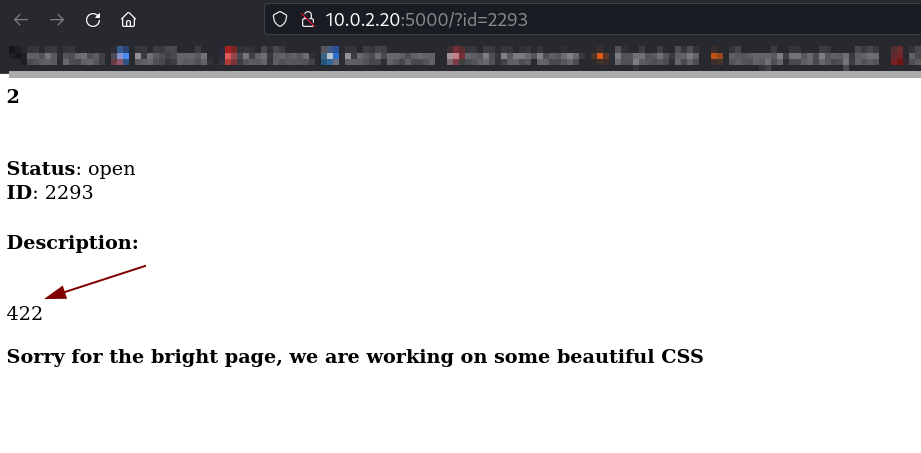 10.0.2.20:5000/?id=2293
2
Status: open
ID: 2293
Description:
422
Sorry for the bright page, we are working on some beautiful CSS